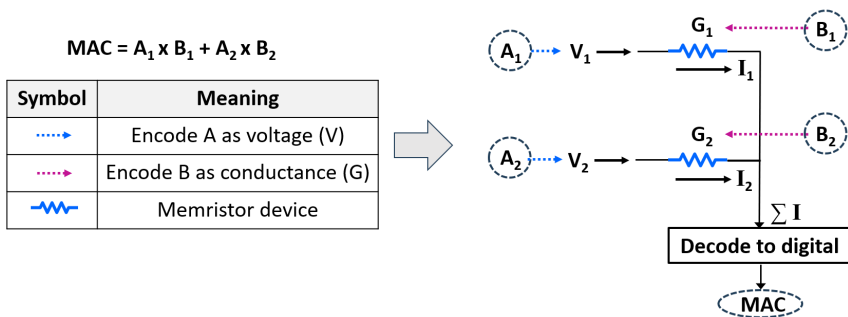 MAC = A₁ x B₁ + A₂ x B₂
Symbol Meaning
Encode A as voltage (V)
Encode B as conductance (G)
Memristor device
A₁ V₁ G₁ B₁
I₁
A₂ V₂ G₂ B₂
I₂
∑ I
Decode to digital
MAC